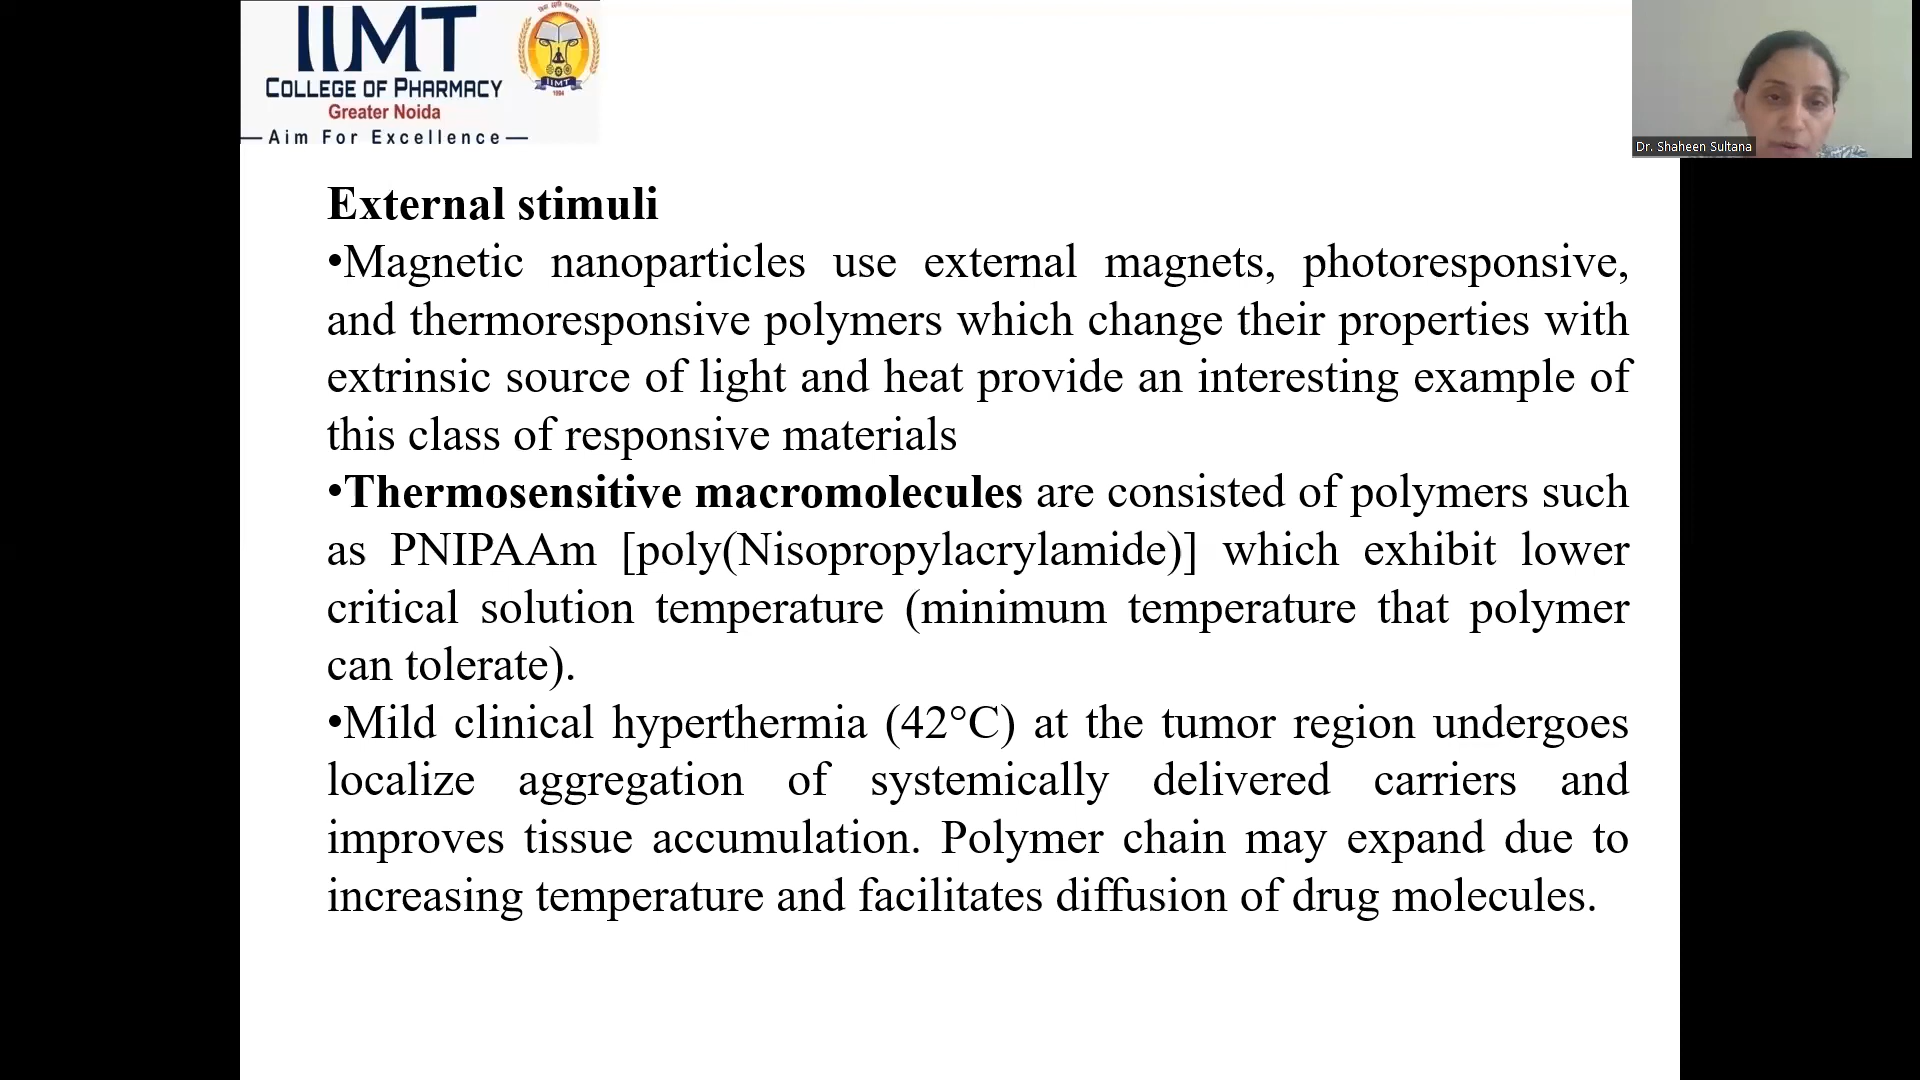 IIMT
COLLEGE OF PHARMACY
Greater Noida
—Aim For Excellence—
IIMT
1994
Dr. Shaheen Sultana
External stimuli
•Magnetic nanoparticles use external magnets, photoresponsive,
and thermoresponsive polymers which change their properties with
extrinsic source of light and heat provide an interesting example of
this class of responsive materials
•Thermosensitive macromolecules are consisted of polymers such
as PNIPAAm [poly(Nisopropylacrylamide)] which exhibit lower
critical solution temperature (minimum temperature that polymer
can tolerate).
•Mild clinical hyperthermia (42°C) at the tumor region undergoes
localize aggregation of systemically delivered carriers and
improves tissue accumulation. Polymer chain may expand due to
increasing temperature and facilitates diffusion of drug molecules.